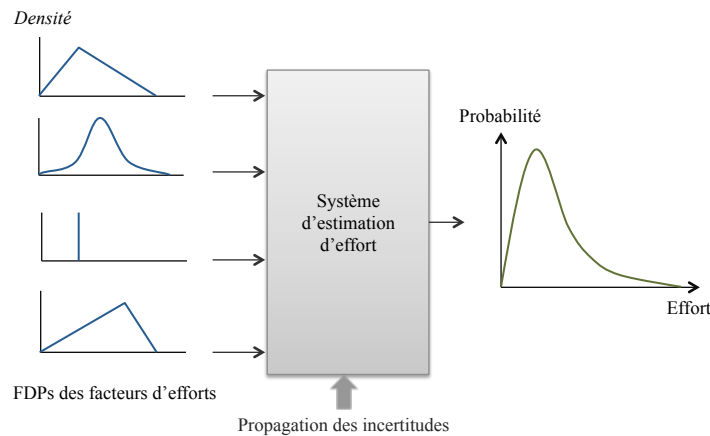 Densité
Probabilité
Système
d'estimation
d'effort
Effort
FDPs des facteurs d'efforts
Propagation des incertitudes